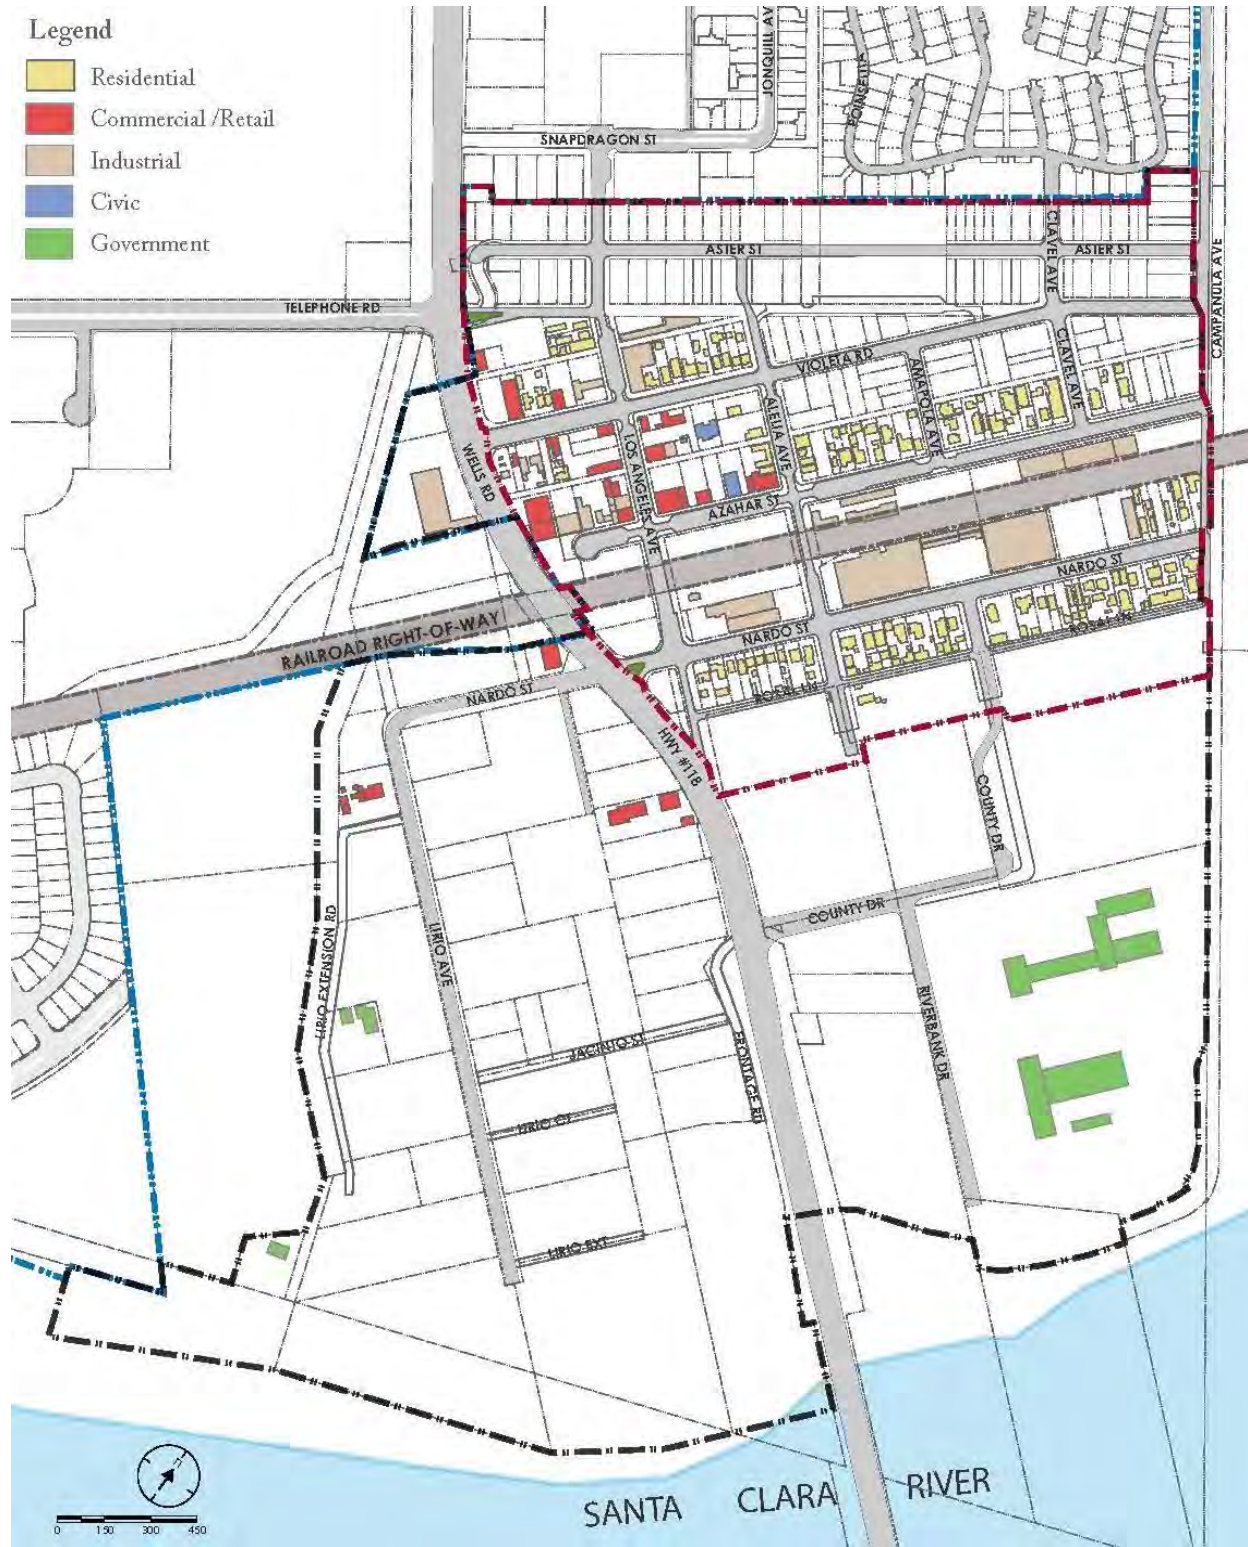 Legend
Residential
Commercial /Retail
Industrial
Civic
Government
JONQUILL AV
POINSETTIA
SNAPDRAGON ST
CLAVEL AVE
ASTER ST
ASTER ST
CAMPANULA AVE
TELEPHONE RD
VIOLETA RD
CLAVEL AVE
AMAPOLA AVE
ALELIA AVE
LOS ANGELES AVE
WELLS RD
AZAHAR ST
NARDO ST
RAILROAD RIGHT-OF-WAY
NARDO ST
ROSAL LN
ROSAL LN
NARDO ST
HWY #118
COUNTY DR
COUNTY DR
LIRIO AVE
LIRIO EXTENSION RD
RIVERBANK DR
JACINTO ST
FRONTAGE RD
LIRIO CT
LIRIO EXT
SANTA CLARA RIVER
0 150 300 450